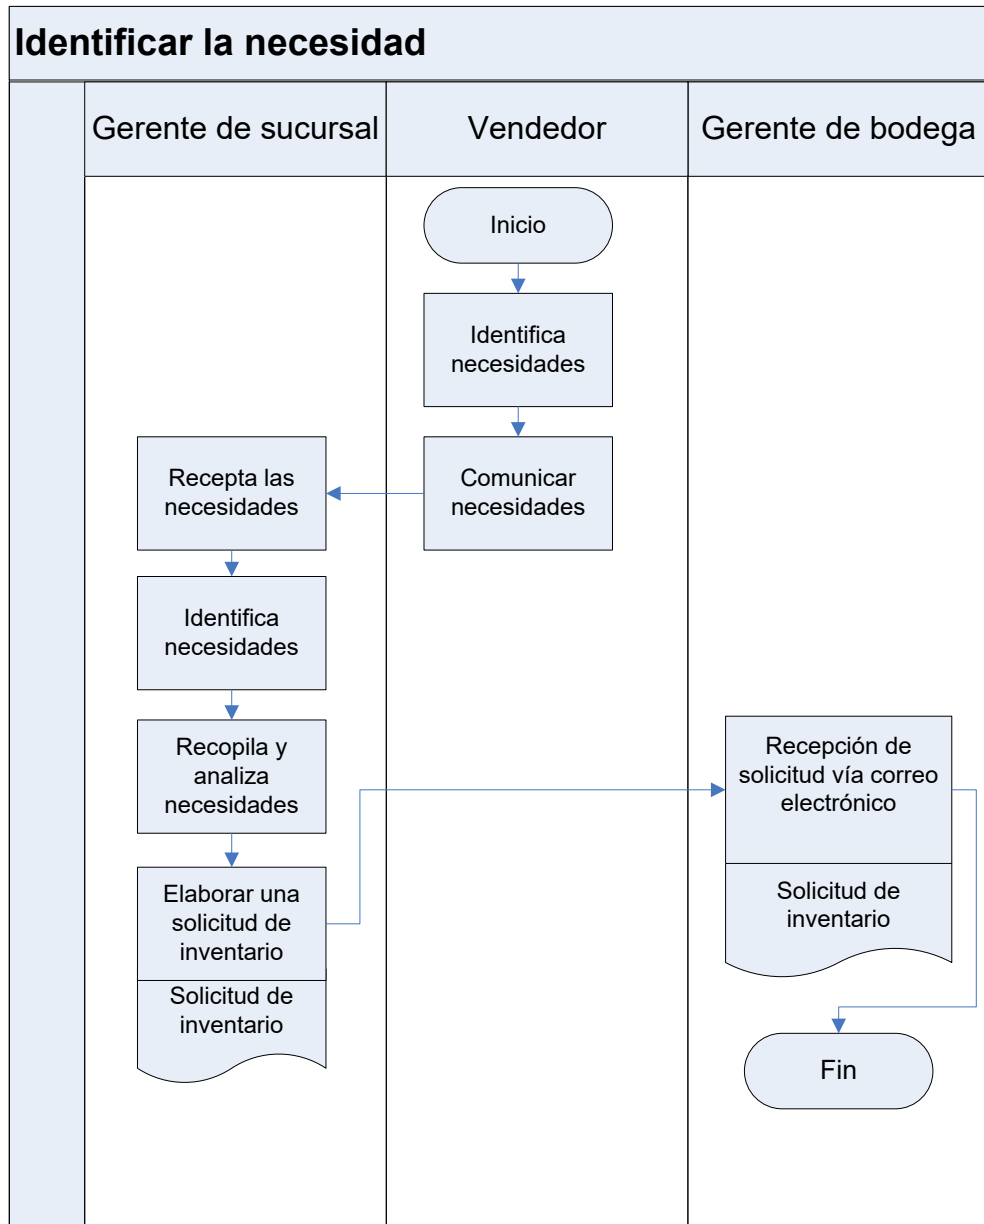 Identificar la necesidad
Gerente de sucursal
Vendedor
Gerente de bodega
Inicio
Identifica
necesidades
Comunicar
necesidades
Recepta las
necesidades
Identifica
necesidades
Recopila y
analiza
necesidades
Elaborar una
solicitud de
inventario
Solicitud de
inventario
Recepción de
solicitud vía correo
electrónico
Solicitud de
inventario
Fin